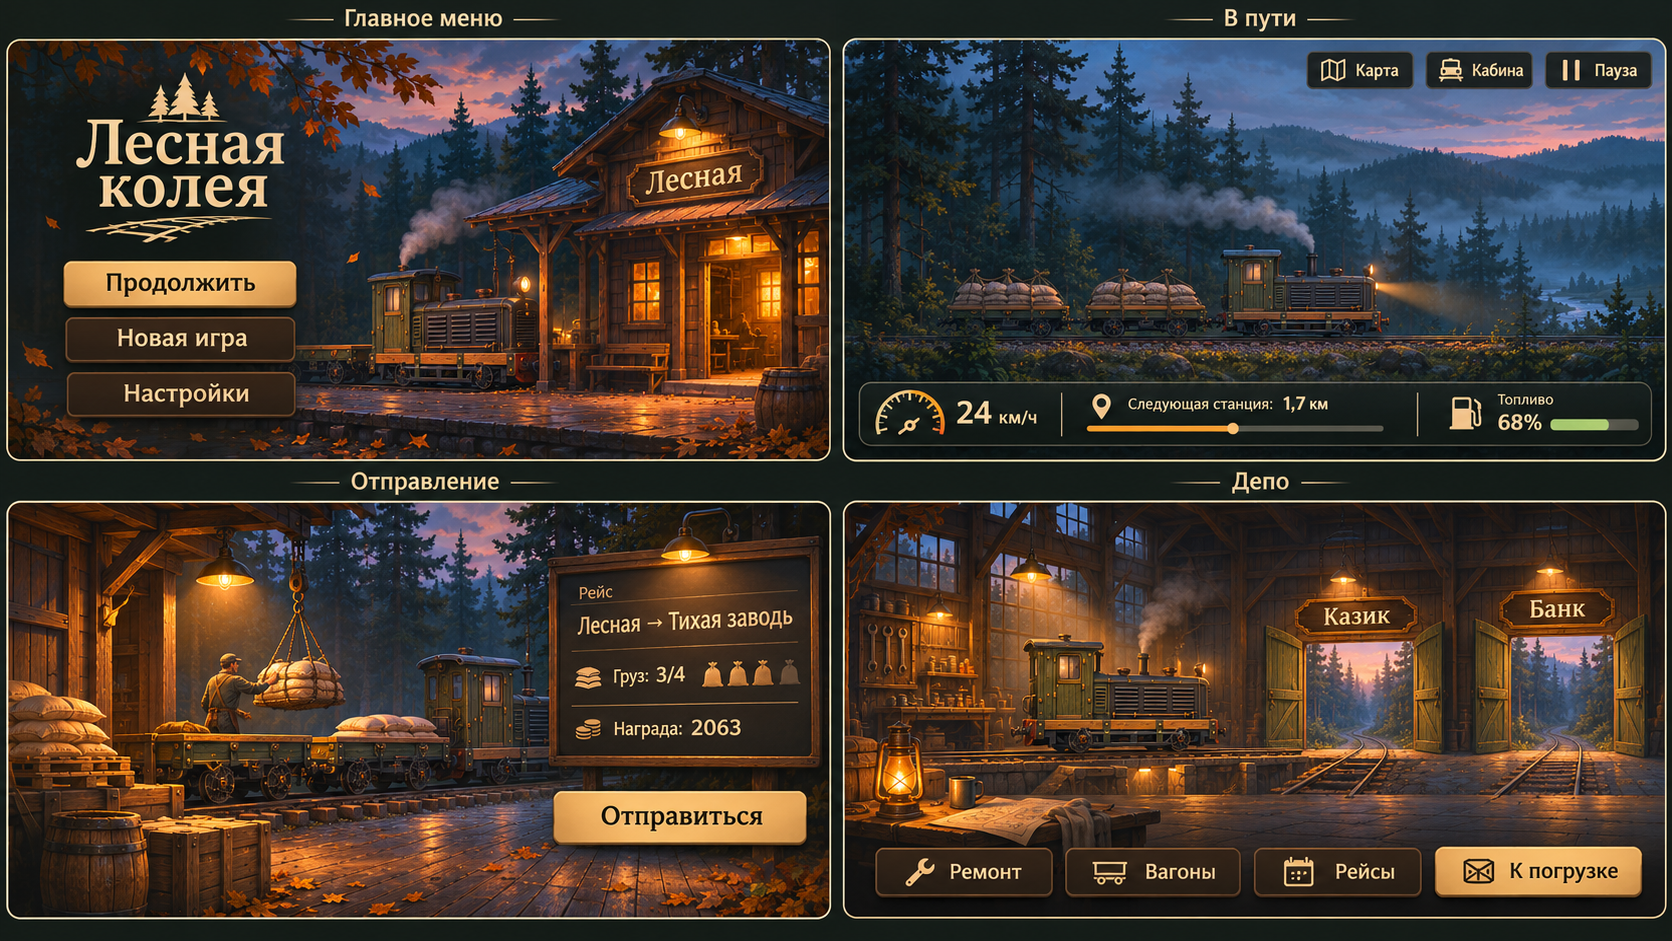 Главное меню
Лесная
колея
Продолжить
Новая игра
Настройки
Лесная
В пути
Карта
Кабина
Пауза
24 км/ч
Следующая станция: 1,7 км
Топливо
68%
Отправление
Рейс
Лесная → Тихая заводь
Груз: 3/4
Награда: 2063
Отправиться
Депо
Казик
Банк
Ремонт
Вагоны
Рейсы
К погрузке